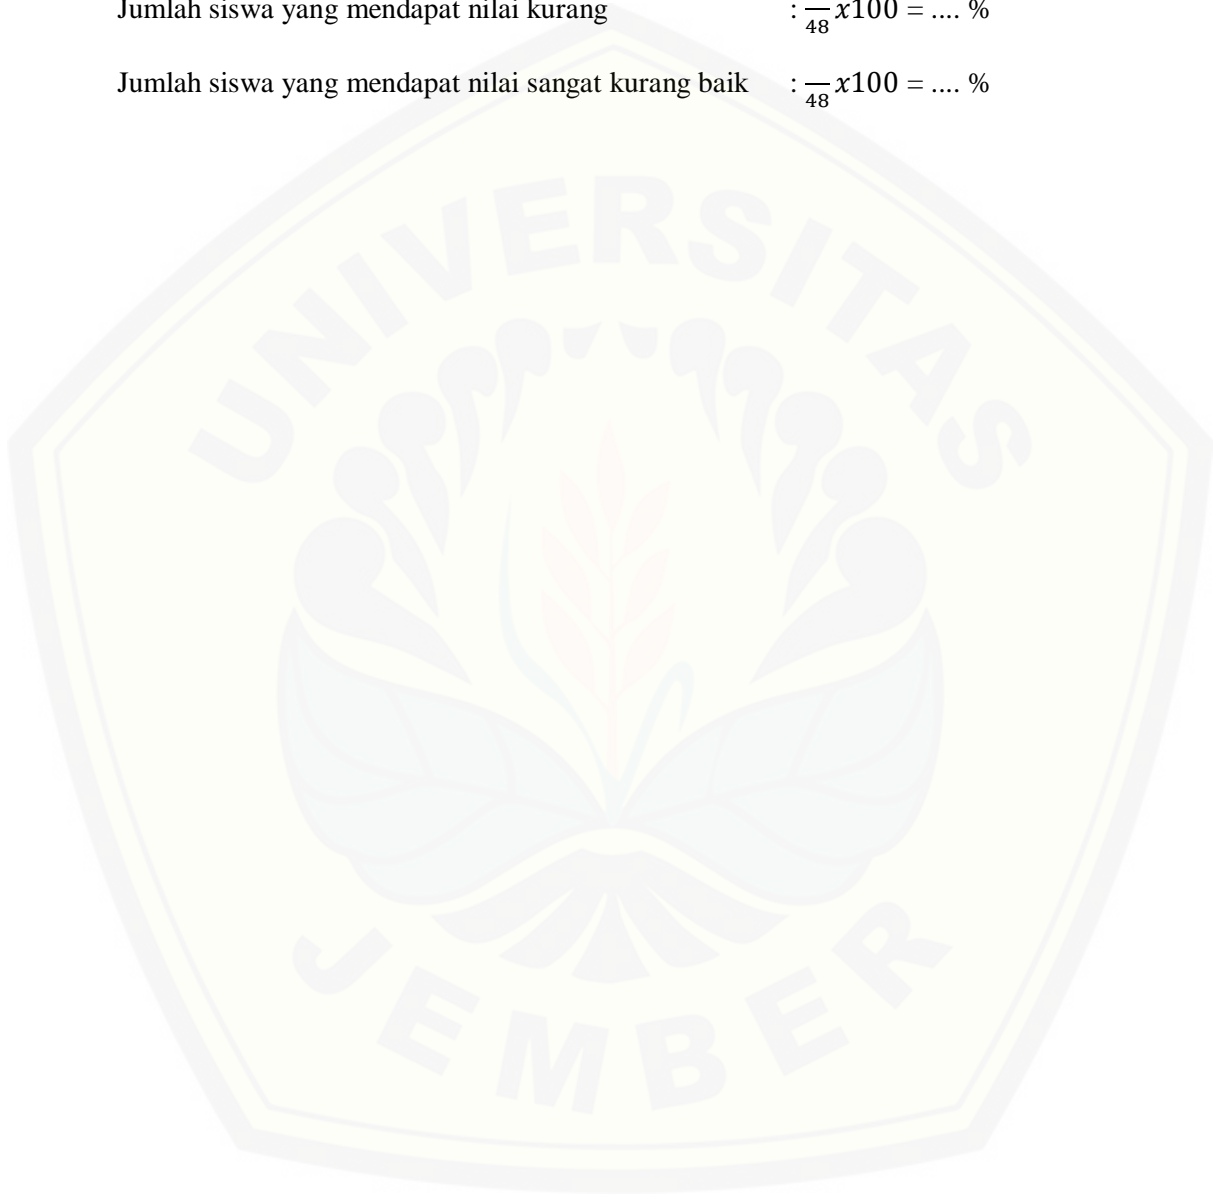 Jumlah siswa yang mendapat nilai kurang : — 48 x100 = .... %
Jumlah siswa yang mendapat nilai sangat kurang baik : — 48 x100 = .... %
UNIVERSITAS
JEMBER